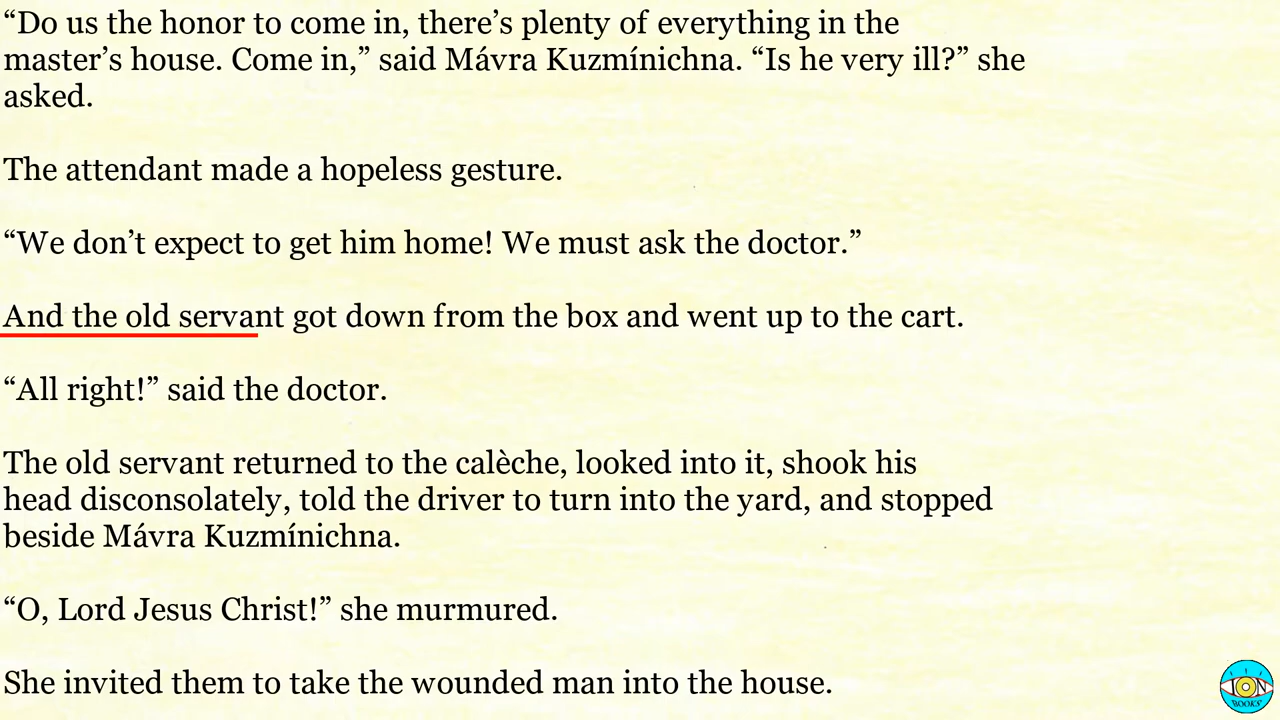 “Do us the honor to come in, there’s plenty of everything in the
master’s house. Come in,” said Mávra Kuzmínichna. “Is he very ill?” she
asked.
The attendant made a hopeless gesture.
“We don’t expect to get him home! We must ask the doctor.”
And the old servant got down from the box and went up to the cart.
“All right!” said the doctor.
The old servant returned to the calèche, looked into it, shook his
head disconsolately, told the driver to turn into the yard, and stopped
beside Mávra Kuzmínichna.
“O, Lord Jesus Christ!” she murmured.
She invited them to take the wounded man into the house.
ION
BOOKS